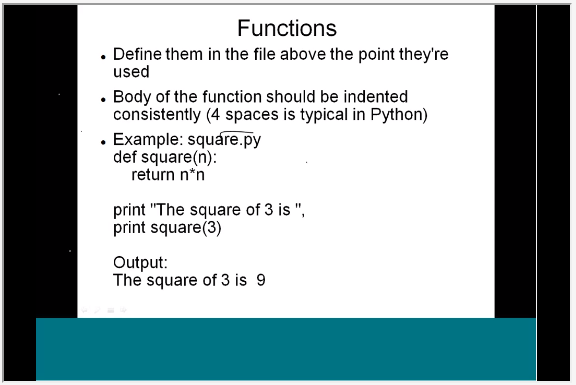 Functions
• Define them in the file above the point they're
used
• Body of the function should be indented
consistently (4 spaces is typical in Python)
• Example: square.py
def square(n):
    return n*n
print "The square of 3 is ",
print square(3)
Output:
The square of 3 is  9